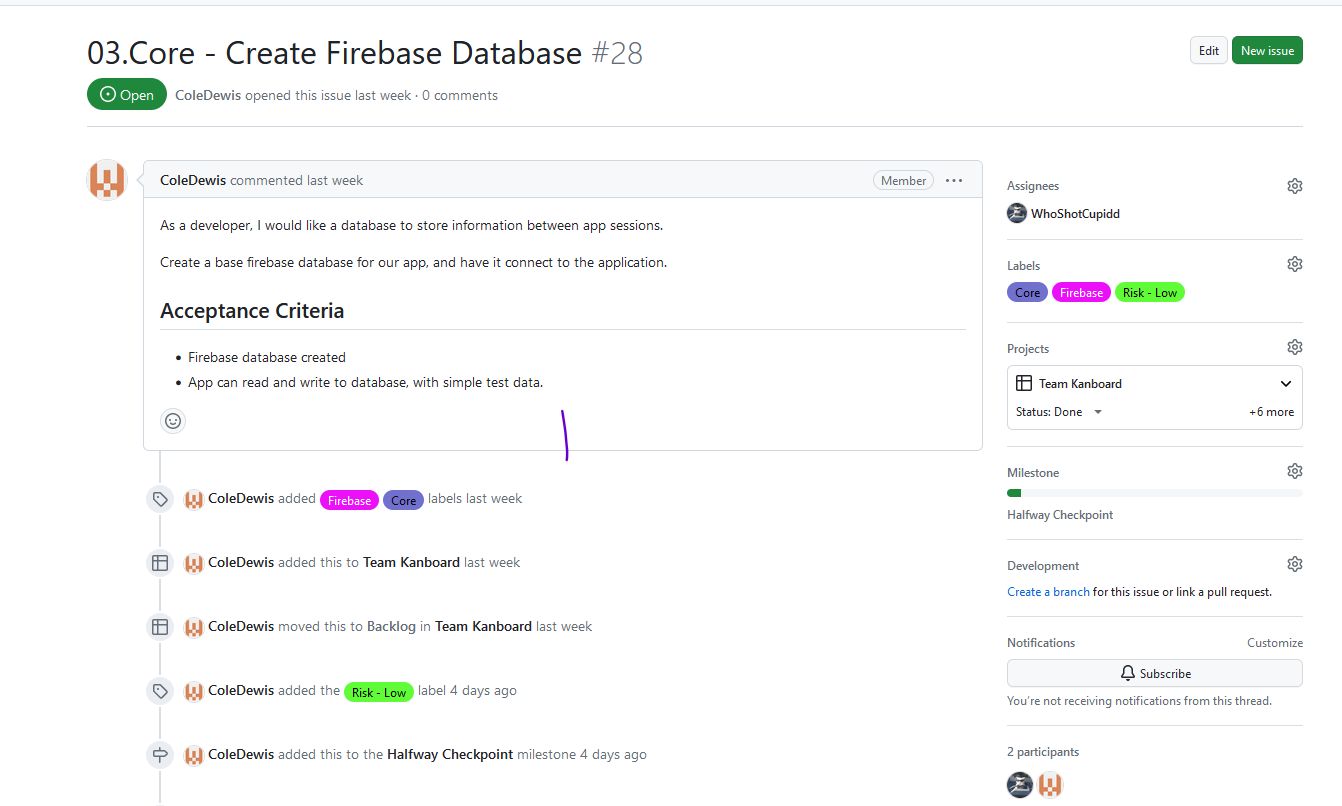 03.Core - Create Firebase Database #28
Edit
New issue
Open
ColeDewis opened this issue last week · 0 comments
ColeDewis commented last week
Member
As a developer, I would like a database to store information between app sessions.
Create a base firebase database for our app, and have it connect to the application.
Acceptance Criteria
• Firebase database created
• App can read and write to database, with simple test data.
ColeDewis added Firebase Core labels last week
ColeDewis added this to Team Kanboard last week
ColeDewis moved this to Backlog in Team Kanboard last week
ColeDewis added the Risk - Low label 4 days ago
ColeDewis added this to the Halfway Checkpoint milestone 4 days ago
Assignees
WhoShotCupidd
Labels
Core Firebase Risk - Low
Projects
Team Kanboard
Status: Done +6 more
Milestone
Halfway Checkpoint
Development
Create a branch for this issue or link a pull request.
Notifications Customize
Subscribe
You're not receiving notifications from this thread.
2 participants